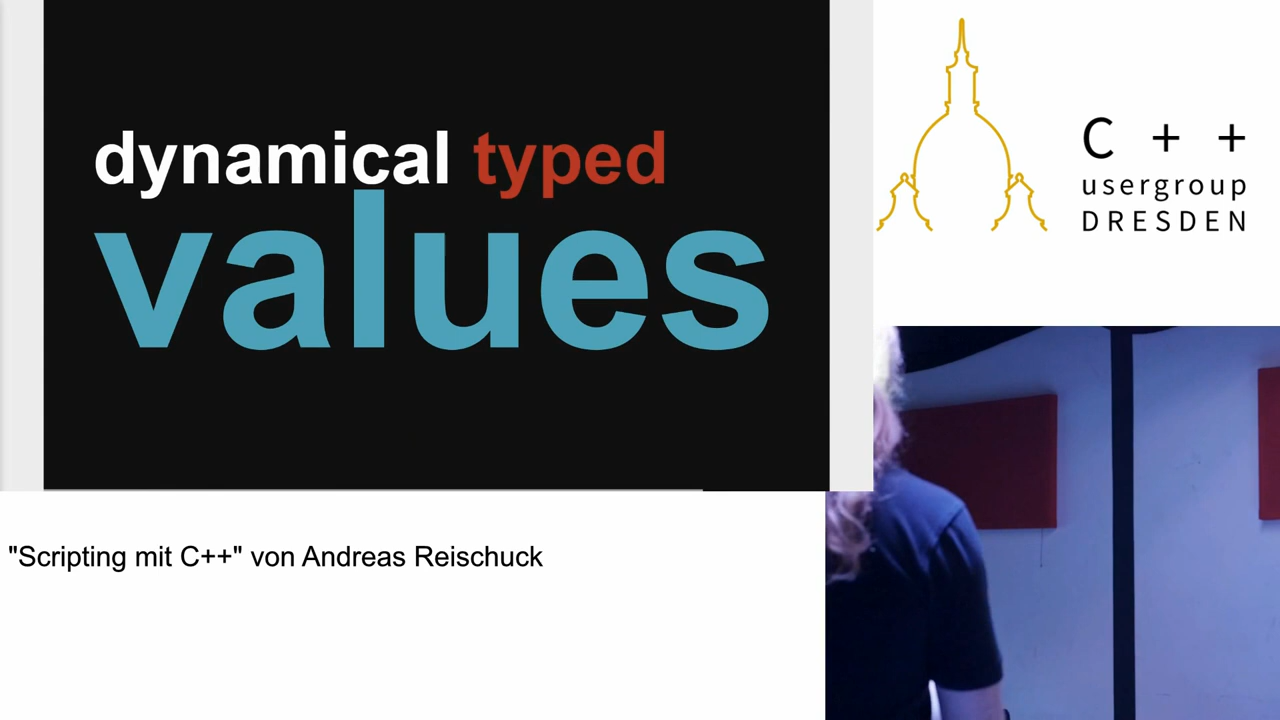 dynamical typed
values
C + +
usergroup
DRESDEN
"Scripting mit C++" von Andreas Reischuck